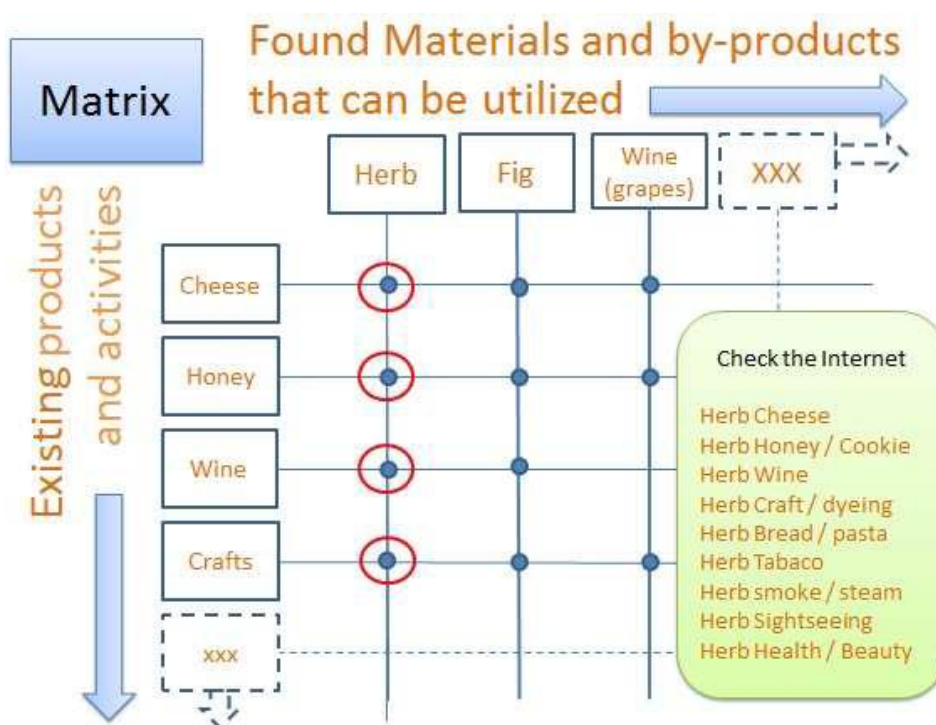 Matrix
Found Materials and by-products
that can be utilized
Existing products
and activities
Herb
Fig
Wine
(grapes)
XXX
Cheese
Honey
Wine
Crafts
xxx
Check the Internet
Herb Cheese
Herb Honey / Cookie
Herb Wine
Herb Craft / dyeing
Herb Bread / pasta
Herb Tabaco
Herb smoke / steam
Herb Sightseeing
Herb Health / Beauty